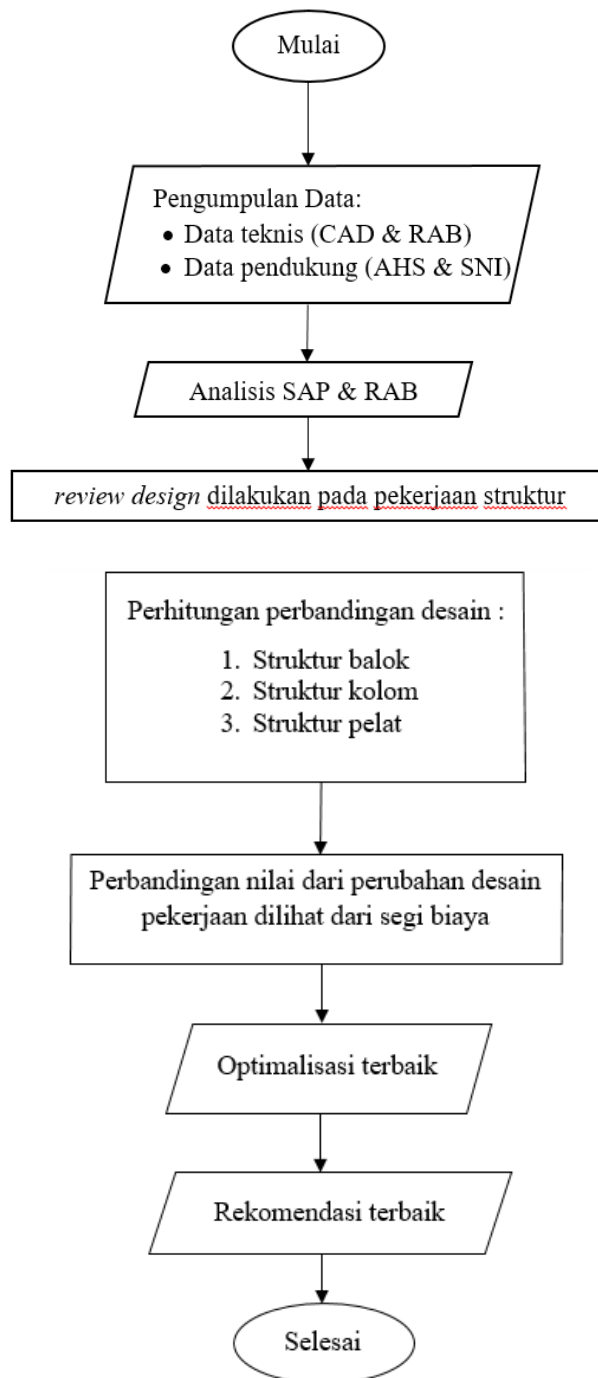 Mulai
Pengumpulan Data:
• Data teknis (CAD & RAB)
• Data pendukung (AHS & SNI)
Analisis SAP & RAB
review design dilakukan pada pekerjaan struktur
Perhitungan perbandingan desain :
1. Struktur balok
2. Struktur kolom
3. Struktur pelat
Perbandingan nilai dari perubahan desain
pekerjaan dilihat dari segi biaya
Optimalisasi terbaik
Rekomendasi terbaik
Selesai